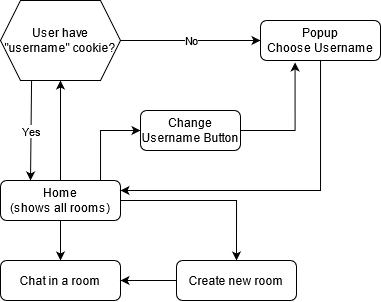 User have
"username" cookie?
No
Popup
Choose Username
Change
Username Button
Yes
Home
(shows all rooms)
Chat in a room
Create new room